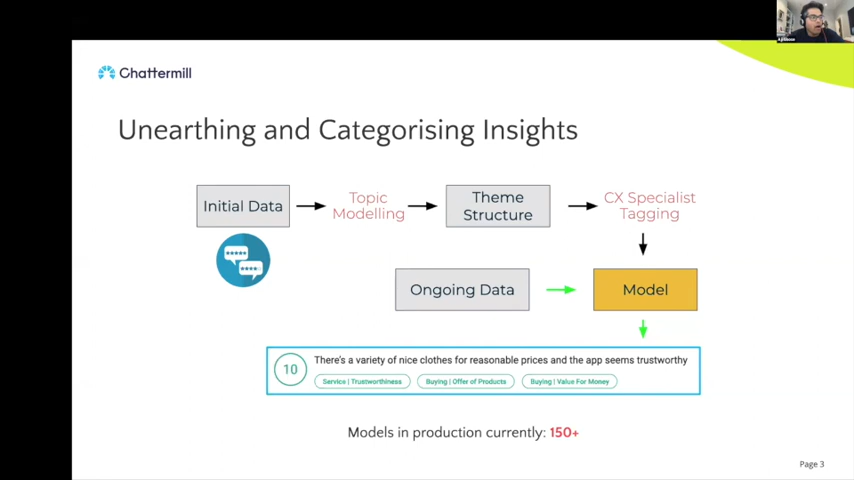 Chattermill
Unearthing and Categorising Insights
Initial Data
Topic
Modelling
Theme
Structure
CX Specialist
Tagging
Ongoing Data
Model
10
There's a variety of nice clothes for reasonable prices and the app seems trustworthy
Service | Trustworthiness
Buying | Offer of Products
Buying | Value For Money
Models in production currently: 150+
Page 3